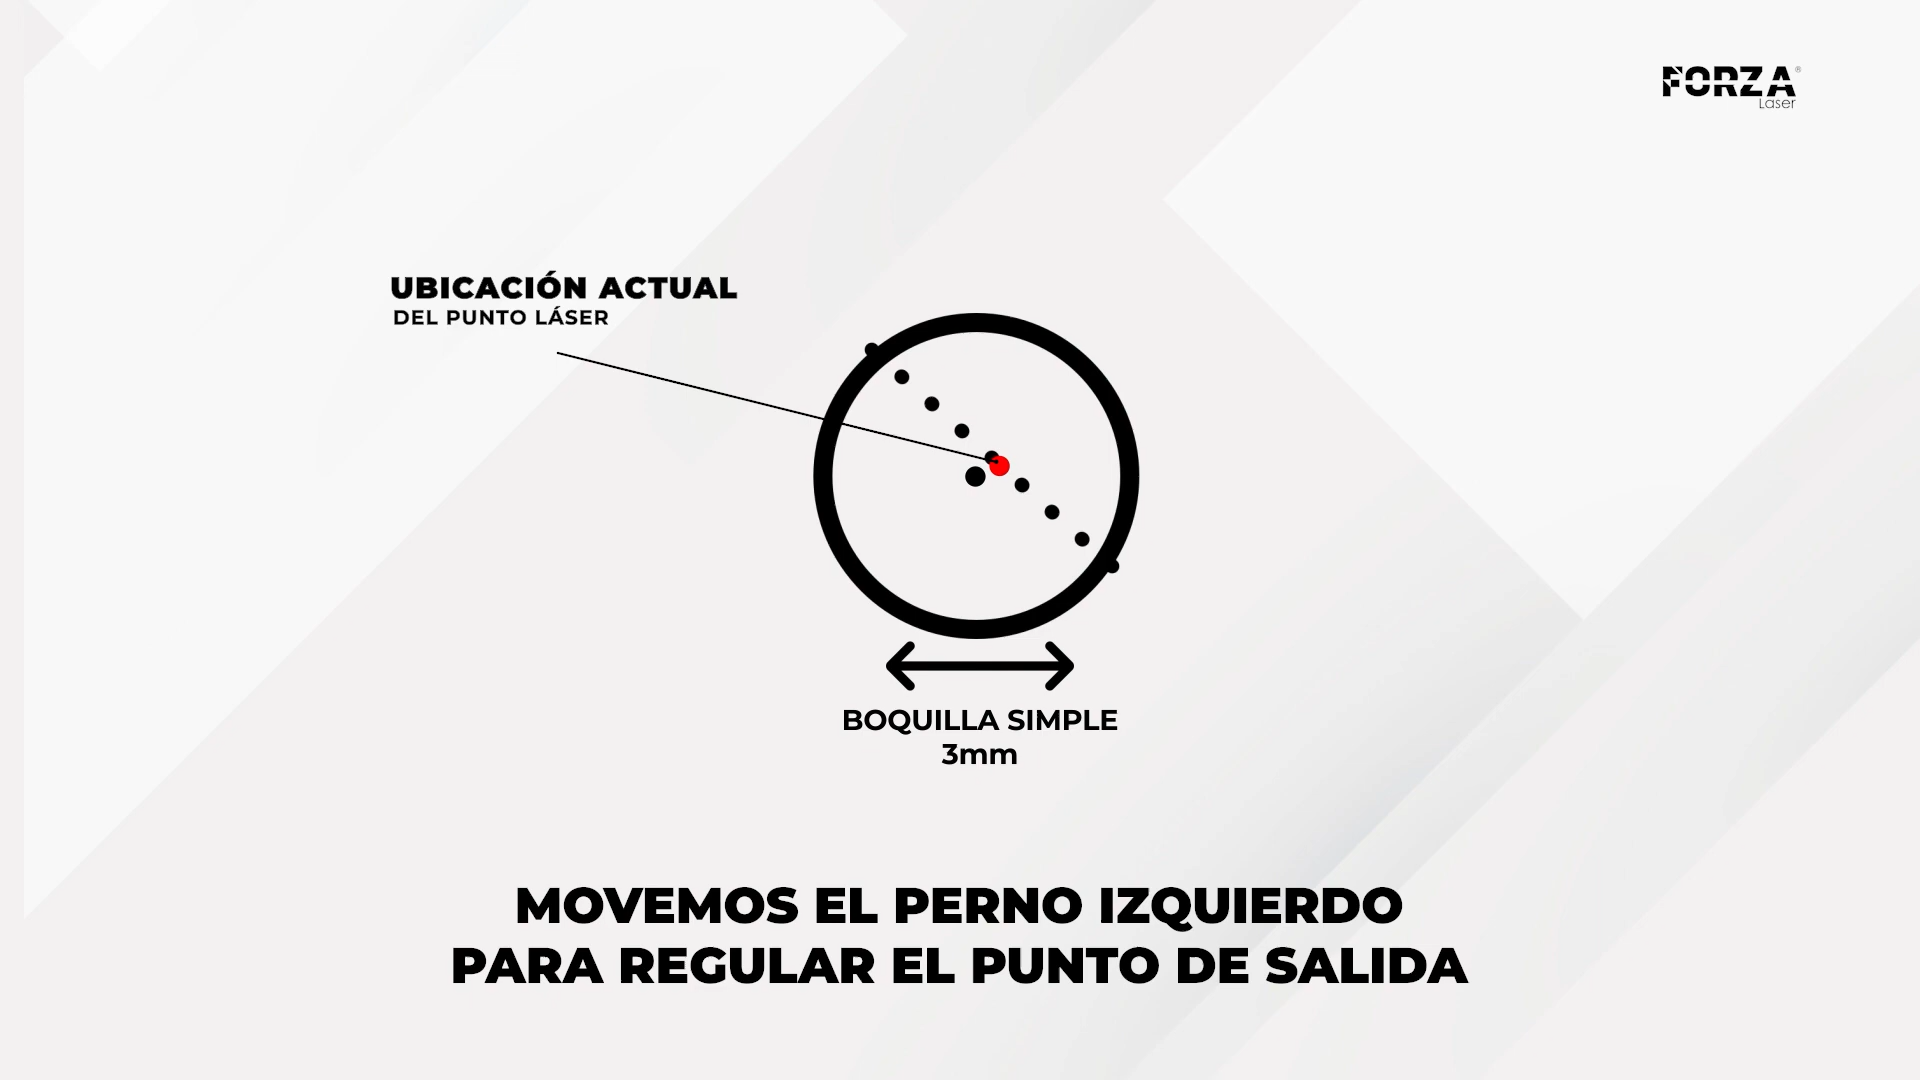 FORZA®
Laser
UBICACIÓN ACTUAL
DEL PUNTO LÁSER
BOQUILLA SIMPLE
3mm
MOVEMOS EL PERNO IZQUIERDO
PARA REGULAR EL PUNTO DE SALIDA